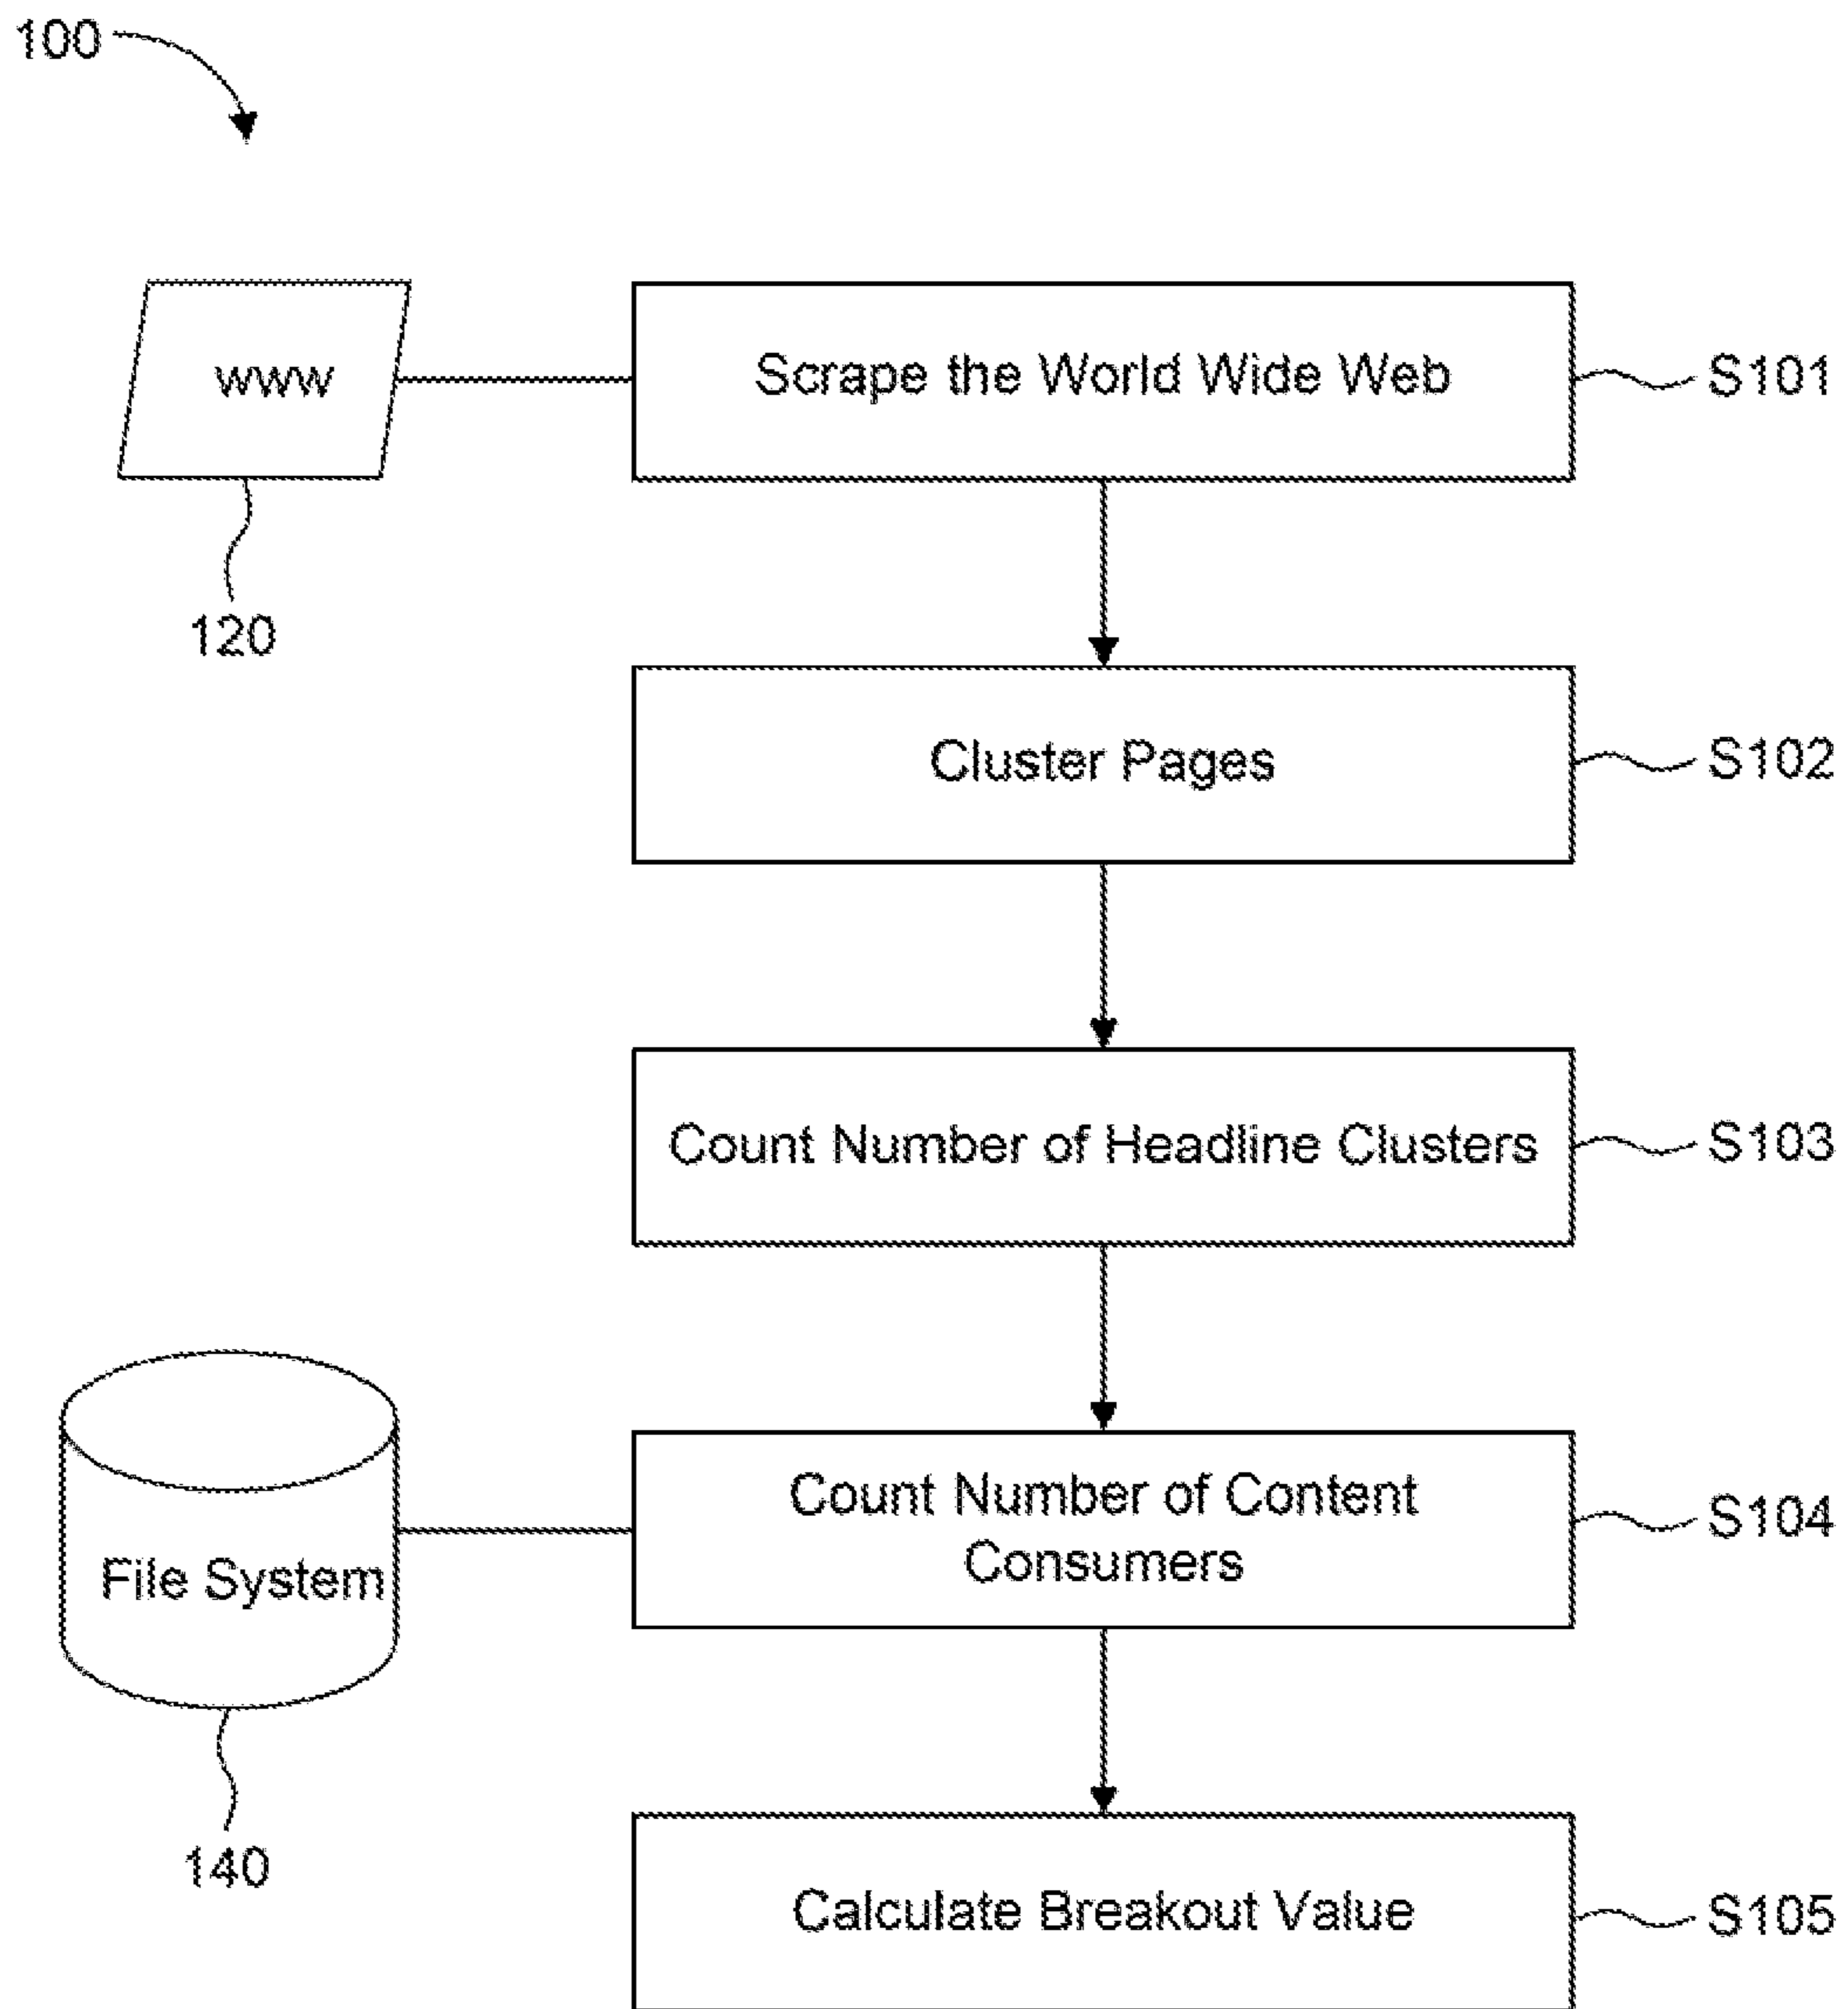 100
www
Scrape the World Wide Web
S101
120
Cluster Pages
S102
Count Number of Headline Clusters
S103
File System
Count Number of Content
Consumers
S104
140
Calculate Breakout Value
S105